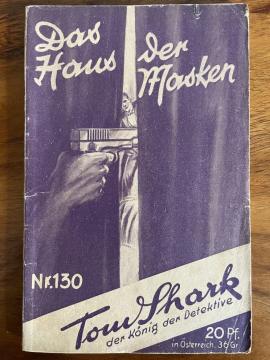 Das der
Haus Masken
Nr.130
Tom Shark
der König der Detektive
20 Pf.
in Österreich. 36 Gr.